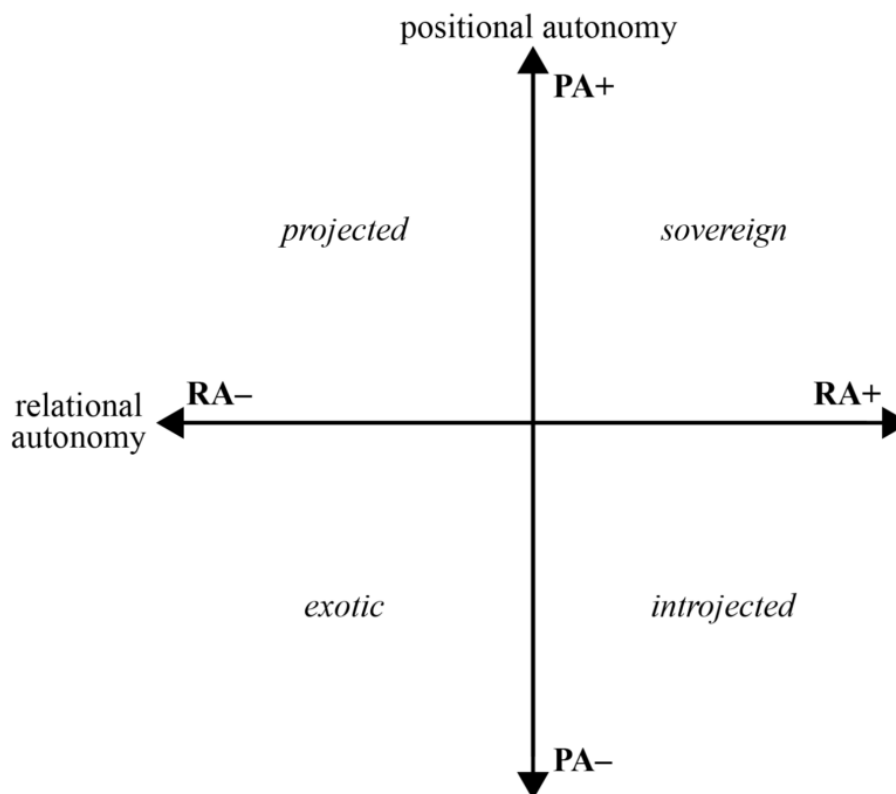 positional autonomy
PA+
projected
sovereign
RA–
RA+
relational
autonomy
exotic
introjected
PA–